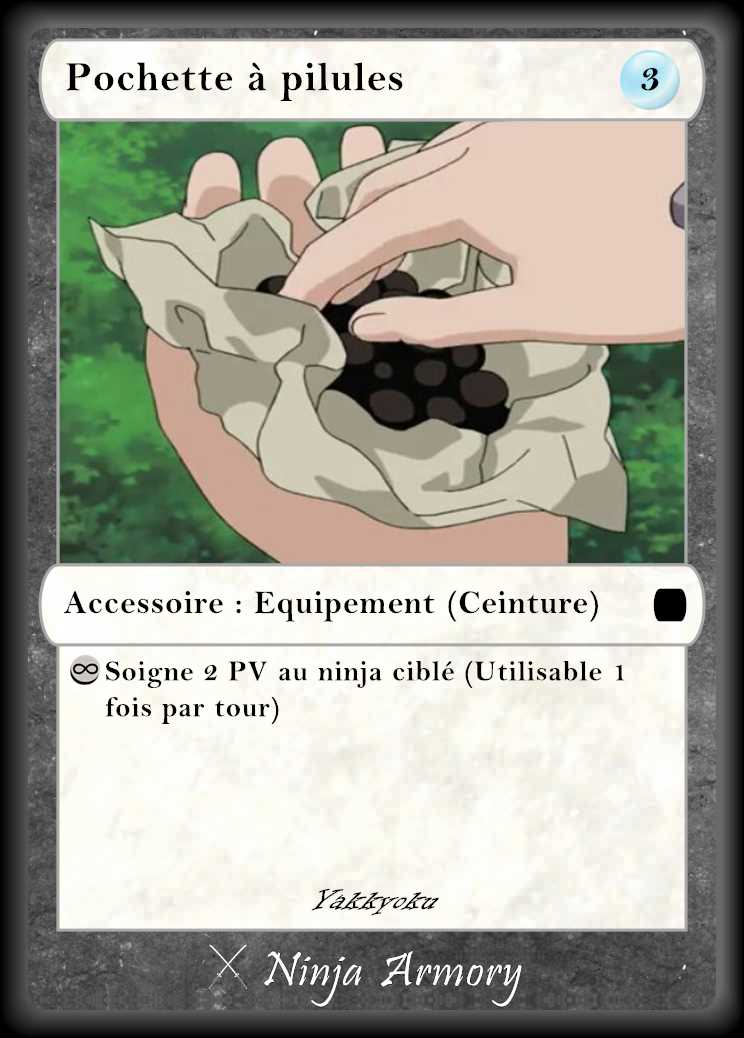 Pochette à pilules
3
Accessoire : Equipement (Ceinture)
Soigne 2 PV au ninja ciblé (Utilisable 1
fois par tour)
Yakkyoku
Ninja Armory